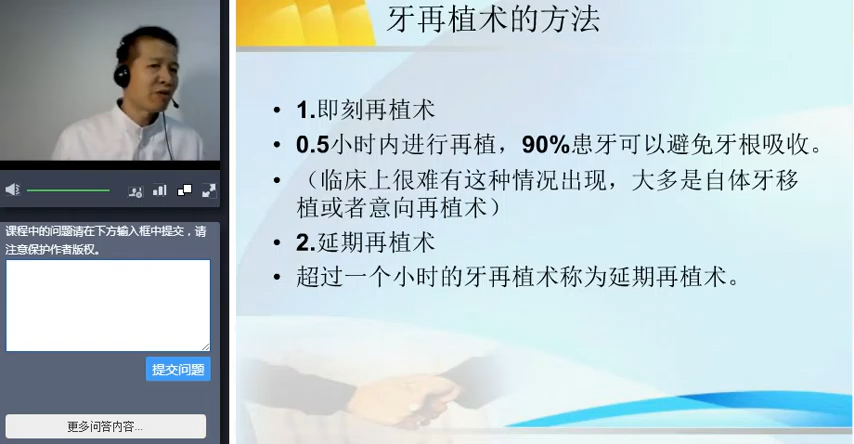 牙再植术的方法
• 1.即刻再植术
• 0.5小时内进行再植，90%患牙可以避免牙根吸收。
• （临床上很难有这种情况出现，大多是自体牙移
植或者意向再植术）
• 2.延期再植术
• 超过一个小时的牙再植术称为延期再植术。
课程中的问题请在下方输入框中提交，请
注意保护作者版权。
提交问题
更多问答内容...